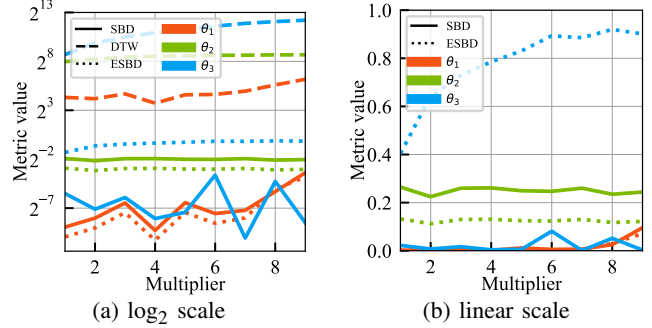 (a)
2^13
2^8
2^3
2^−2
2^−7
Metric value
SBD
DTW
ESBD
θ1
θ2
θ3
2 4 6 8
Multiplier
(a) log2 scale
(b)
1.0
0.8
0.6
0.4
0.2
0.0
Metric value
SBD
ESBD
θ1
θ2
θ3
2 4 6 8
Multiplier
(b) linear scale